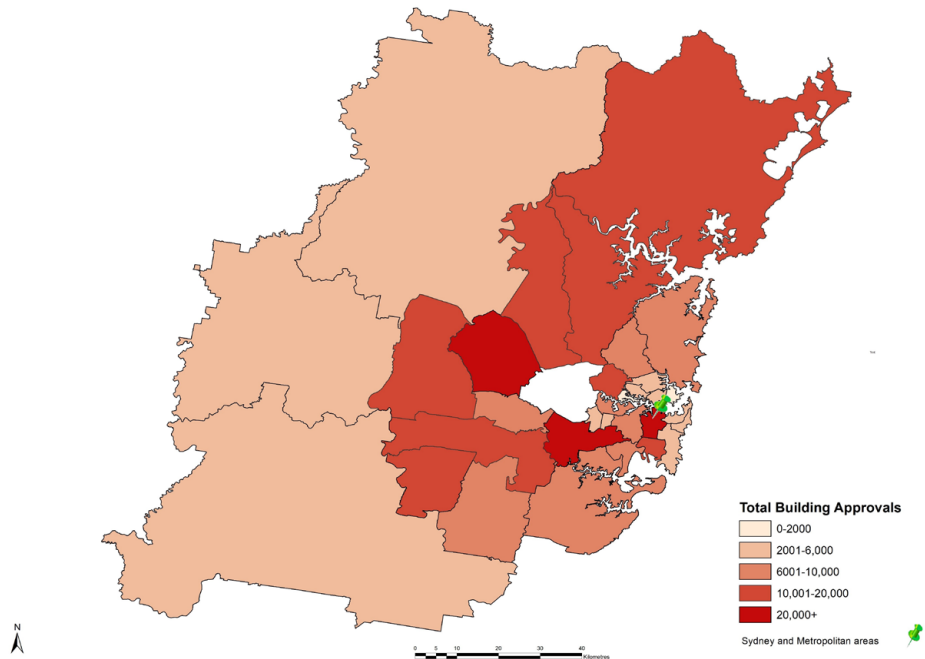 Total Building Approvals
0-2000
2001-6,000
6001-10,000
10,001-20,000
20,000+
Sydney and Metropolitan areas
N
0 5 10 20 30 40
Kilometres